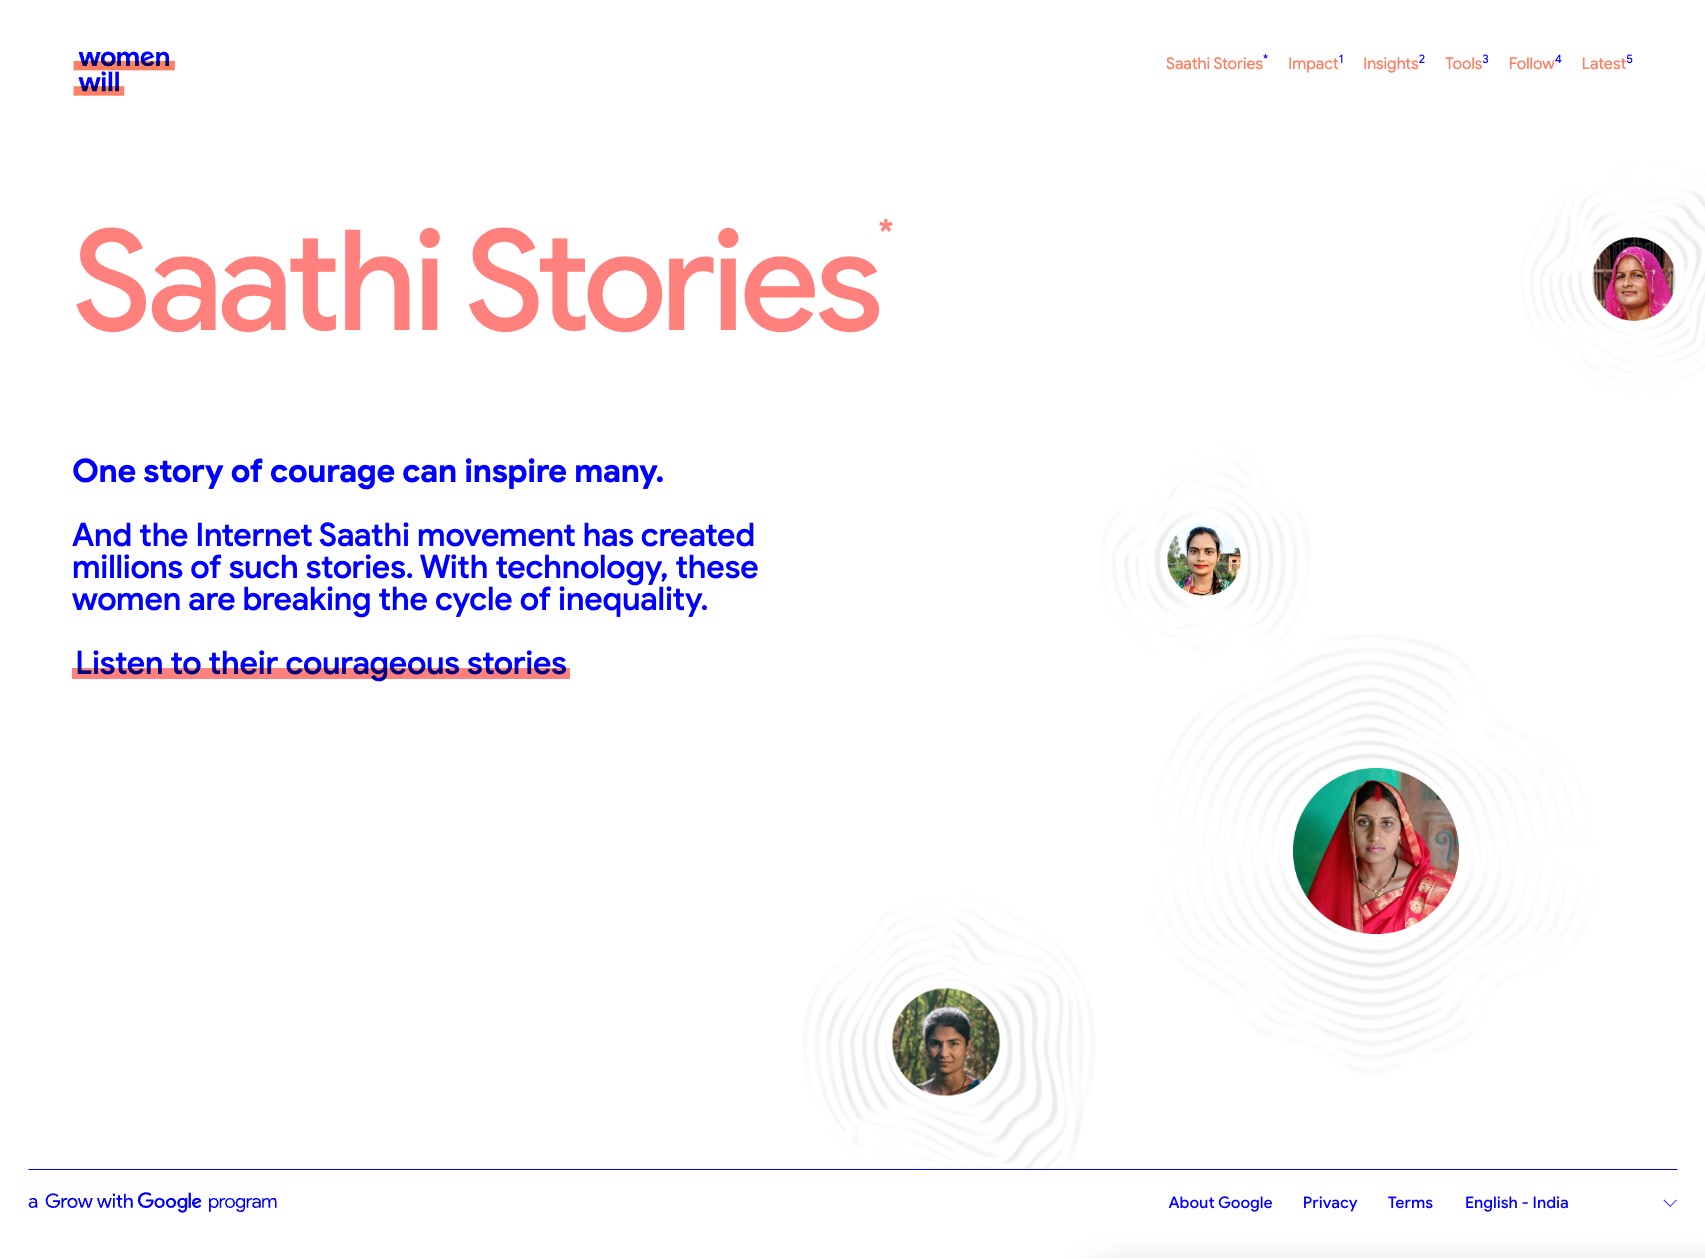 women
will
Saathi Stories* Impact1 Insights2 Tools3 Follow4 Latest5
Saathi Stories*
One story of courage can inspire many.
And the Internet Saathi movement has created
millions of such stories. With technology, these
women are breaking the cycle of inequality.
Listen to their courageous stories
a Grow with Google program
About Google Privacy Terms English - India